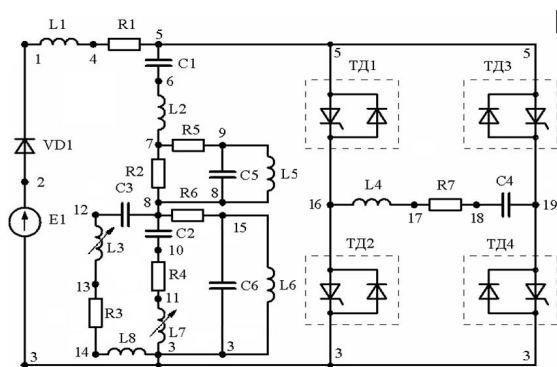 L1 R1 5 5 5
1 4 C1 ТД1 ТД3
6
L2
7 R5 9
VD1 R2 C5 L5
2 C3 8 R6 8 L4 R7 C4
E1 12 C2 15 16 17 18 19
L3 10 ТД2 ТД4
13 R4 C6 L6
R3 11
L7
14 L8
3 3 3 3 3